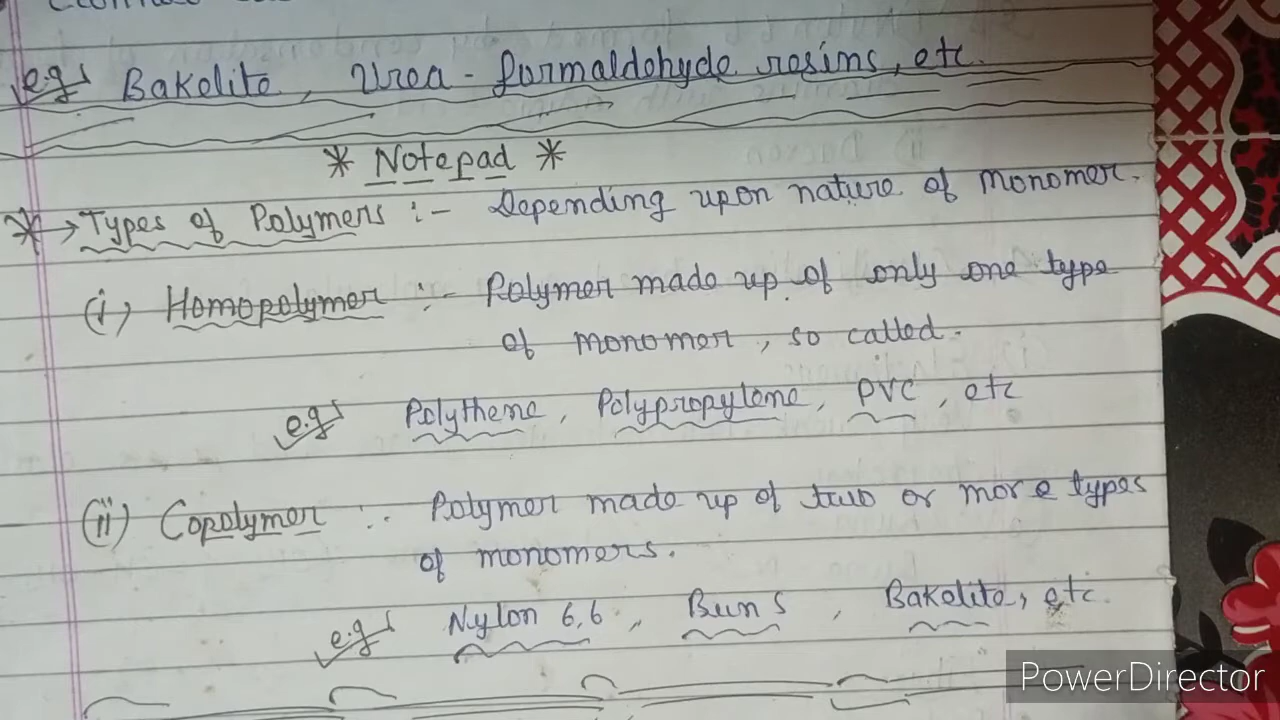 e.g Bakelite, Urea - formaldehyde resins, etc.
* Notepad *
* → Types of Polymers :- Depending upon nature of monomer.
(i) Homopolymer :- Polymer made up of only one type
of monomer, so called.
e.g Polythene, Polypropylene, PVC, etc
(ii) Copolymer :- Polymer made up of two or more types
of monomers.
e.g Nylon 6,6, Bun S, Bakelite, etc.
PowerDirector